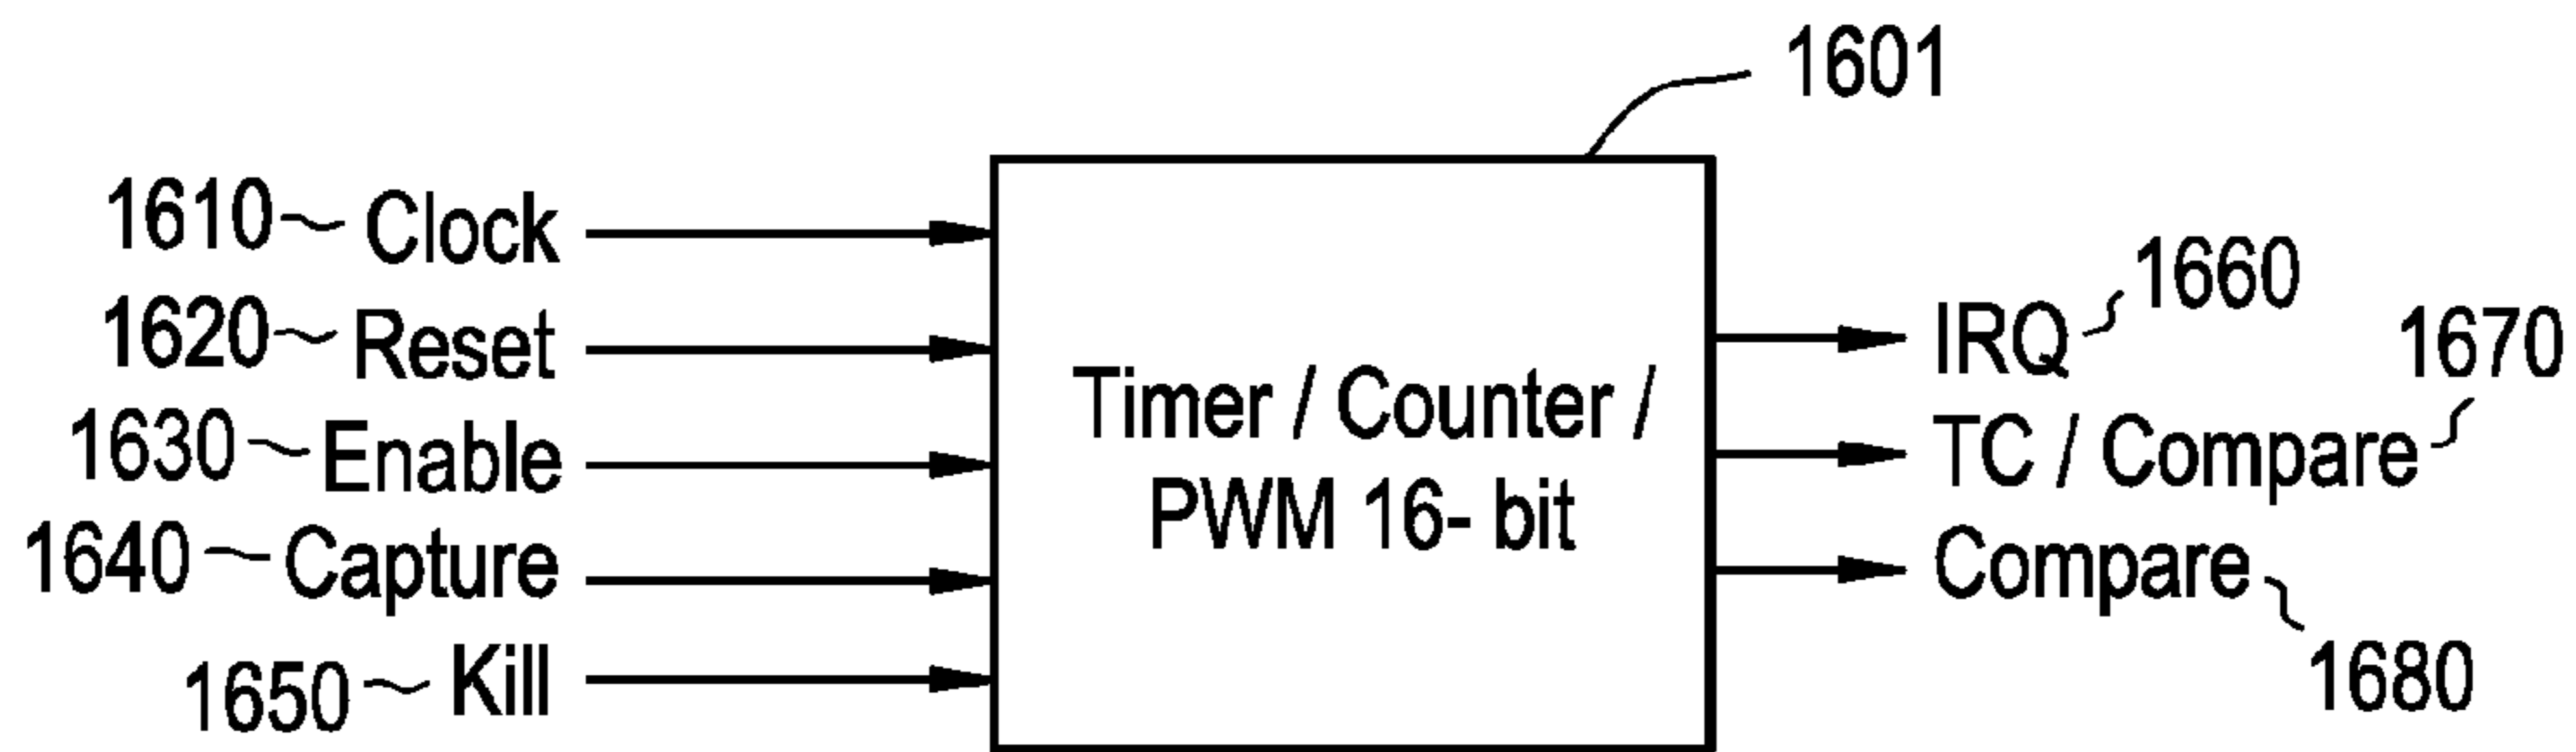 1601
1610 Clock
1620 Reset
1630 Enable
1640 Capture
1650 Kill
Timer / Counter /
PWM 16- bit
IRQ 1660
TC / Compare 1670
Compare 1680